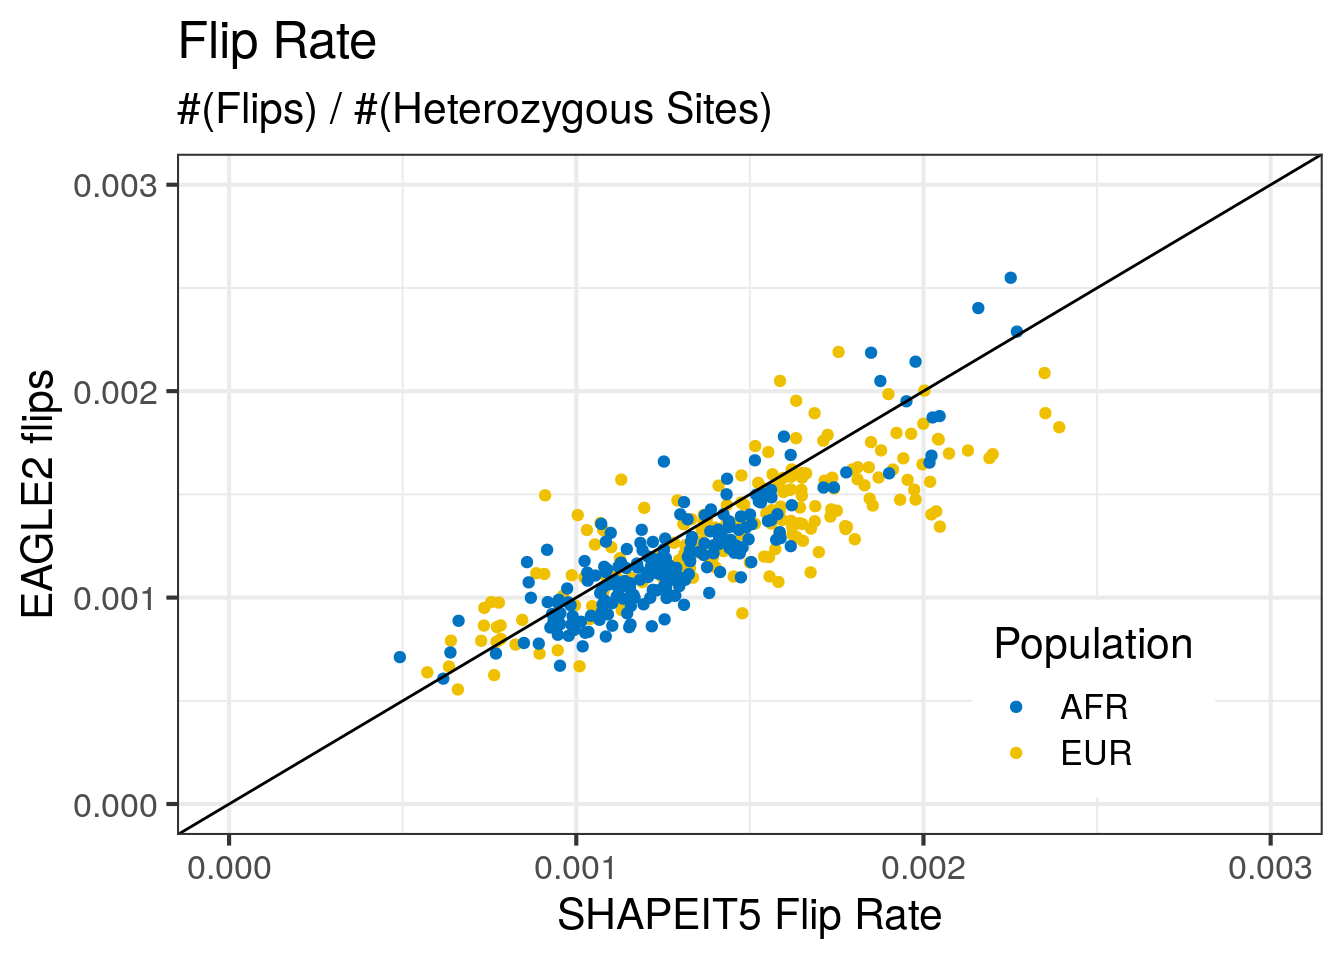 Flip Rate
#(Flips) / #(Heterozygous Sites)
0.003
0.002
0.001
0.000
EAGLE2 flips
Population
AFR
EUR
0.000 0.001 0.002 0.003
SHAPEIT5 Flip Rate